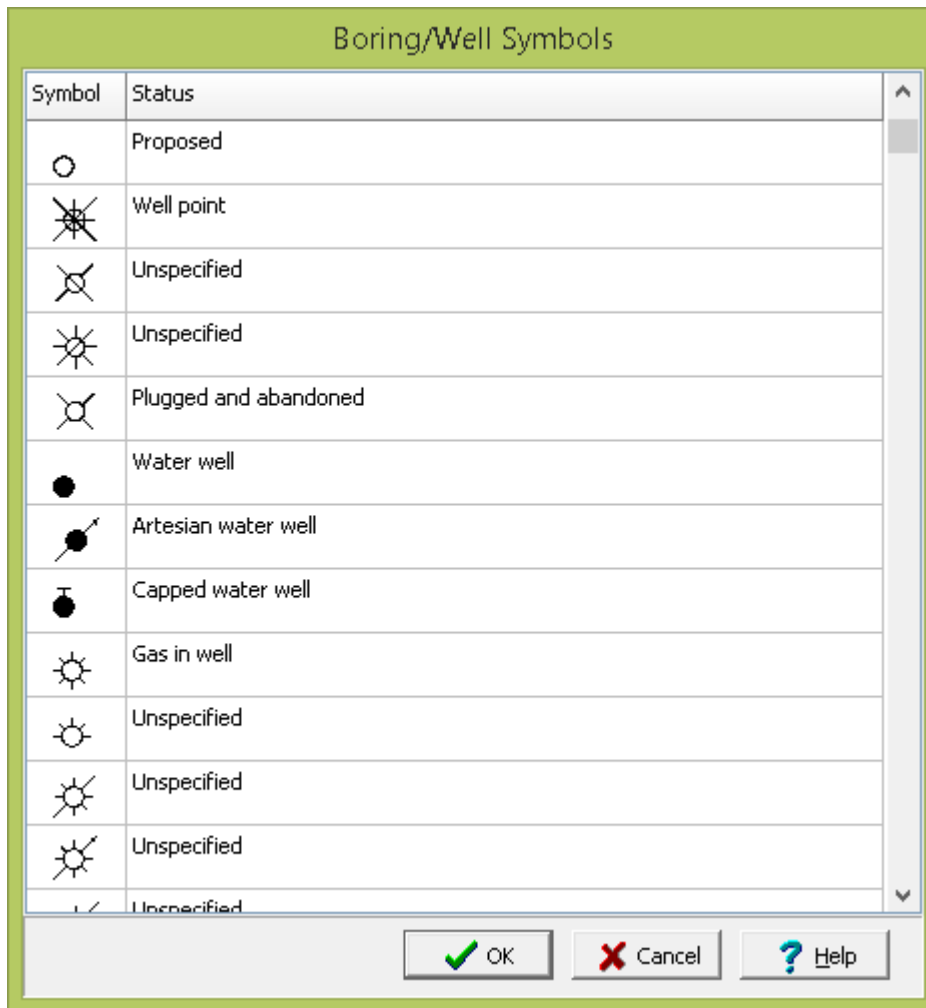 Boring/Well Symbols
Symbol Status
Proposed
Well point
Unspecified
Unspecified
Plugged and abandoned
Water well
Artesian water well
Capped water well
Gas in well
Unspecified
Unspecified
Unspecified
Unspecified
OK Cancel Help